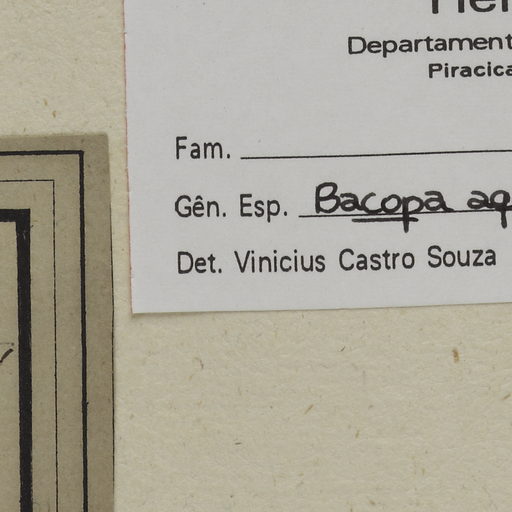 Departament
Piracica
Fam.
Gên. Esp. Bacopa aq
Det. Vinicius Castro Souza